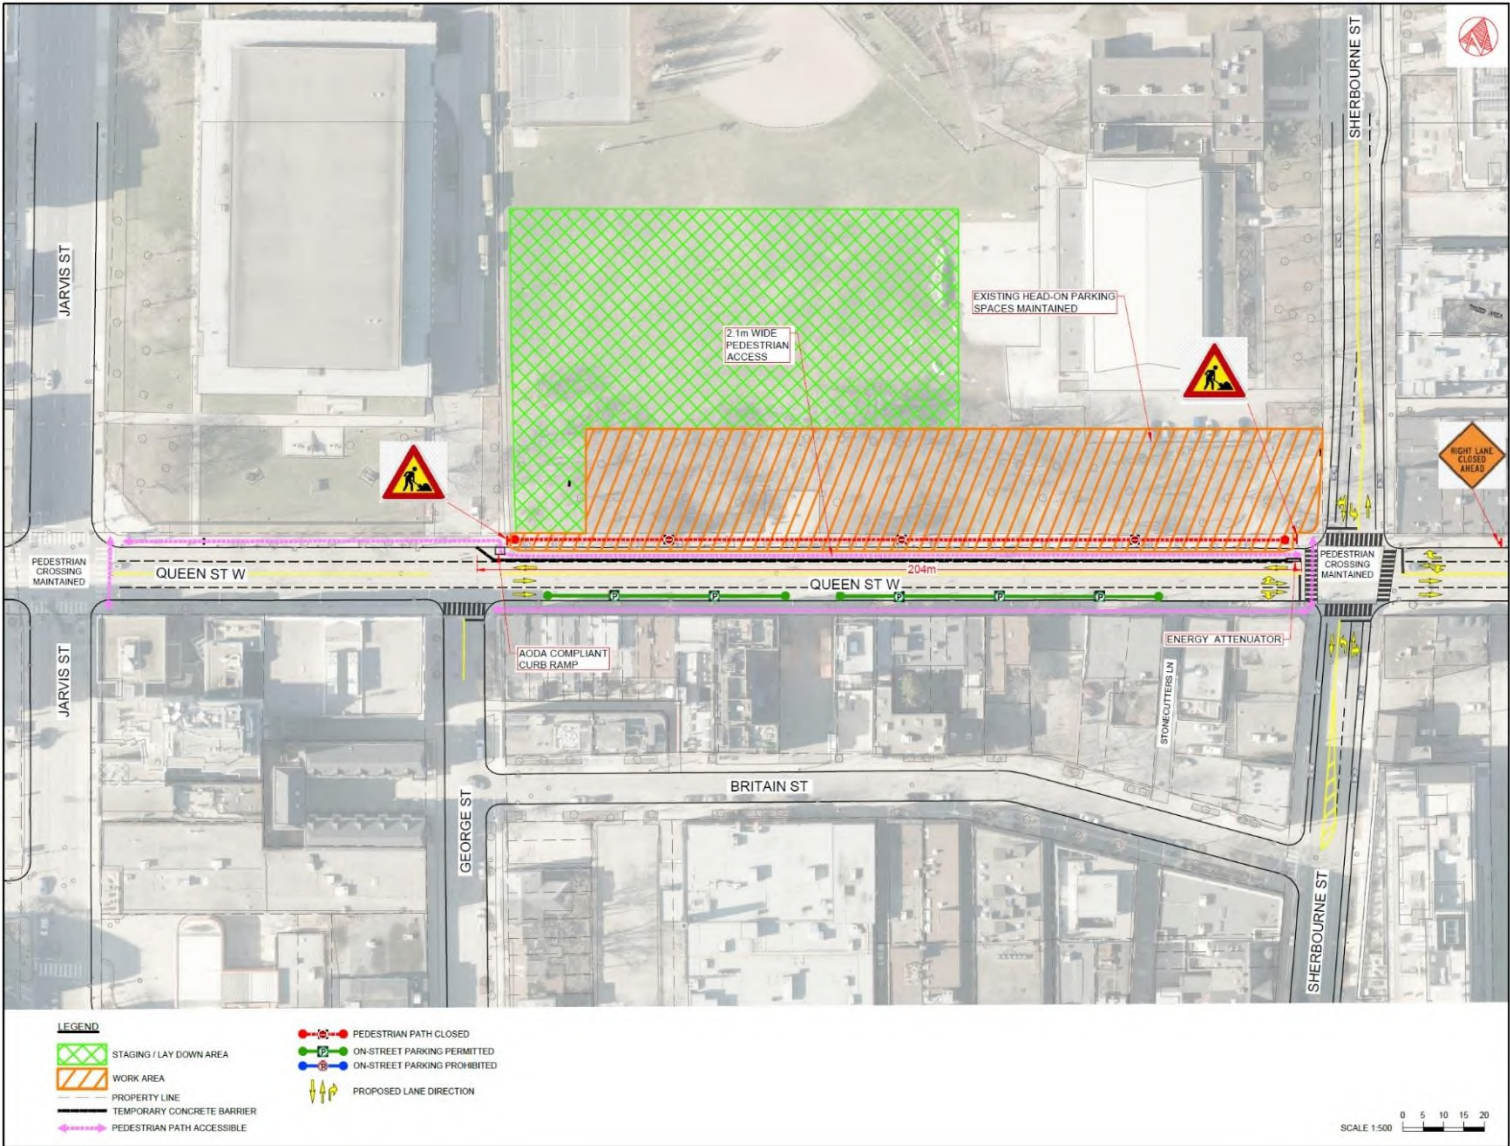 SHERBOURNE ST
JARVIS ST
EXISTING HEAD-ON PARKING
SPACES MAINTAINED
2.1m WIDE
PEDESTRIAN
ACCESS
RIGHT LANE
CLOSED
AHEAD
PEDESTRIAN
CROSSING
MAINTAINED
QUEEN ST W
204m
QUEEN ST W
PEDESTRIAN
CROSSING
MAINTAINED
P
P
P
P
P
ENERGY ATTENUATOR
AODA COMPLIANT
CURB RAMP
JARVIS ST
STONECUTTERS LN
BRITAIN ST
GEORGE ST
SHERBOURNE ST
LEGEND
STAGING / LAY DOWN AREA
WORK AREA
PROPERTY LINE
TEMPORARY CONCRETE BARRIER
PEDESTRIAN PATH ACCESSIBLE
PEDESTRIAN PATH CLOSED
P ON-STREET PARKING PERMITTED
P ON-STREET PARKING PROHIBITED
PROPOSED LANE DIRECTION
SCALE 1:500
0 5 10 15 20